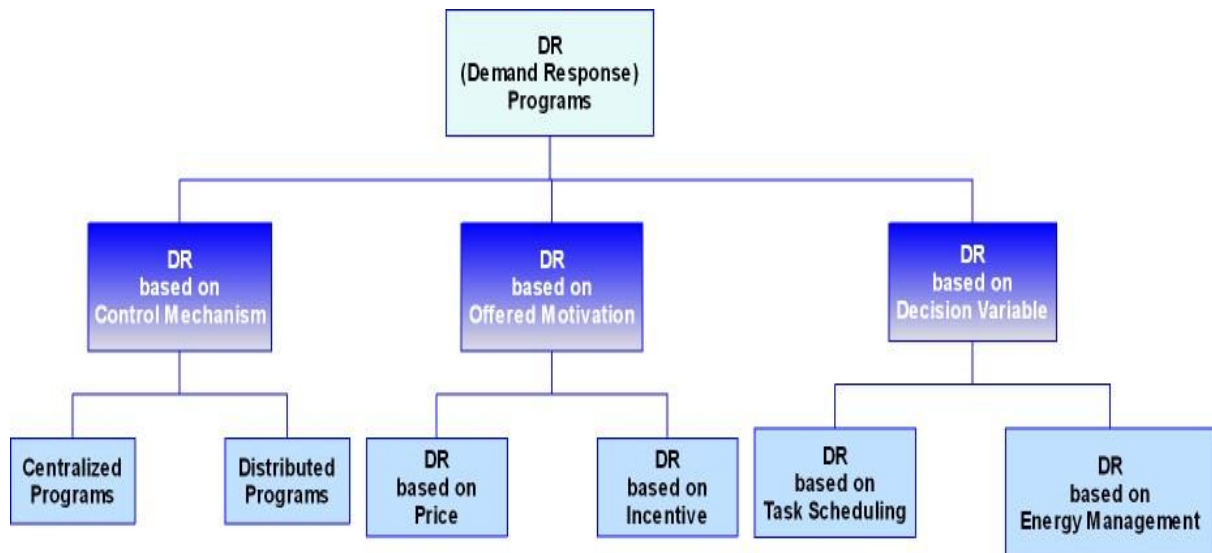 DR
(Demand Response)
Programs
DR
based on
Control Mechanism
DR
based on
Offered Motivation
DR
based on
Decision Variable
Centralized
Programs
Distributed
Programs
DR
based on
Price
DR
based on
Incentive
DR
based on
Task Scheduling
DR
based on
Energy Management